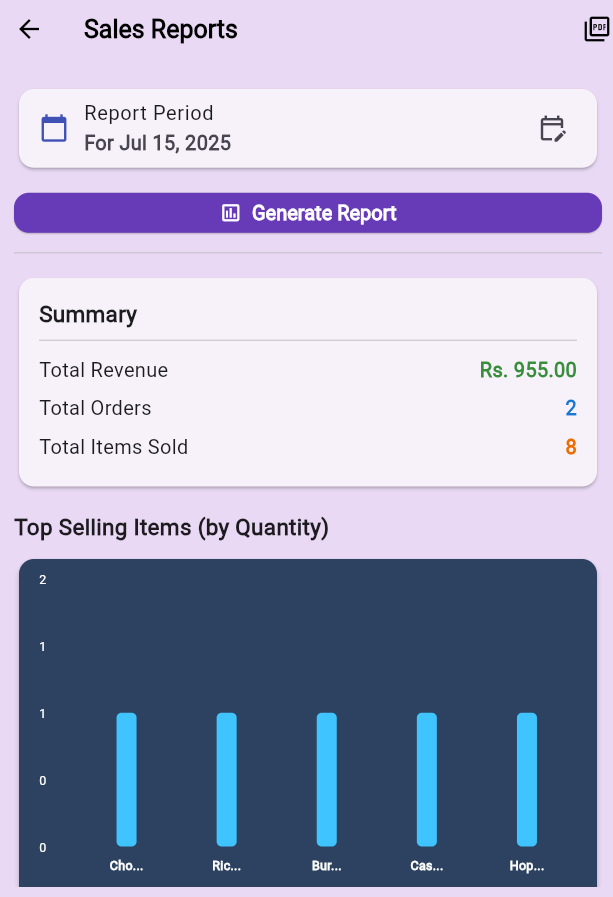 Sales Reports
PDF
Report Period
For Jul 15, 2025
Generate Report
Summary
Total Revenue Rs. 955.00
Total Orders 2
Total Items Sold 8
Top Selling Items (by Quantity)
2
1
1
0
0
Cho... Ric... Bur... Cas... Hop...